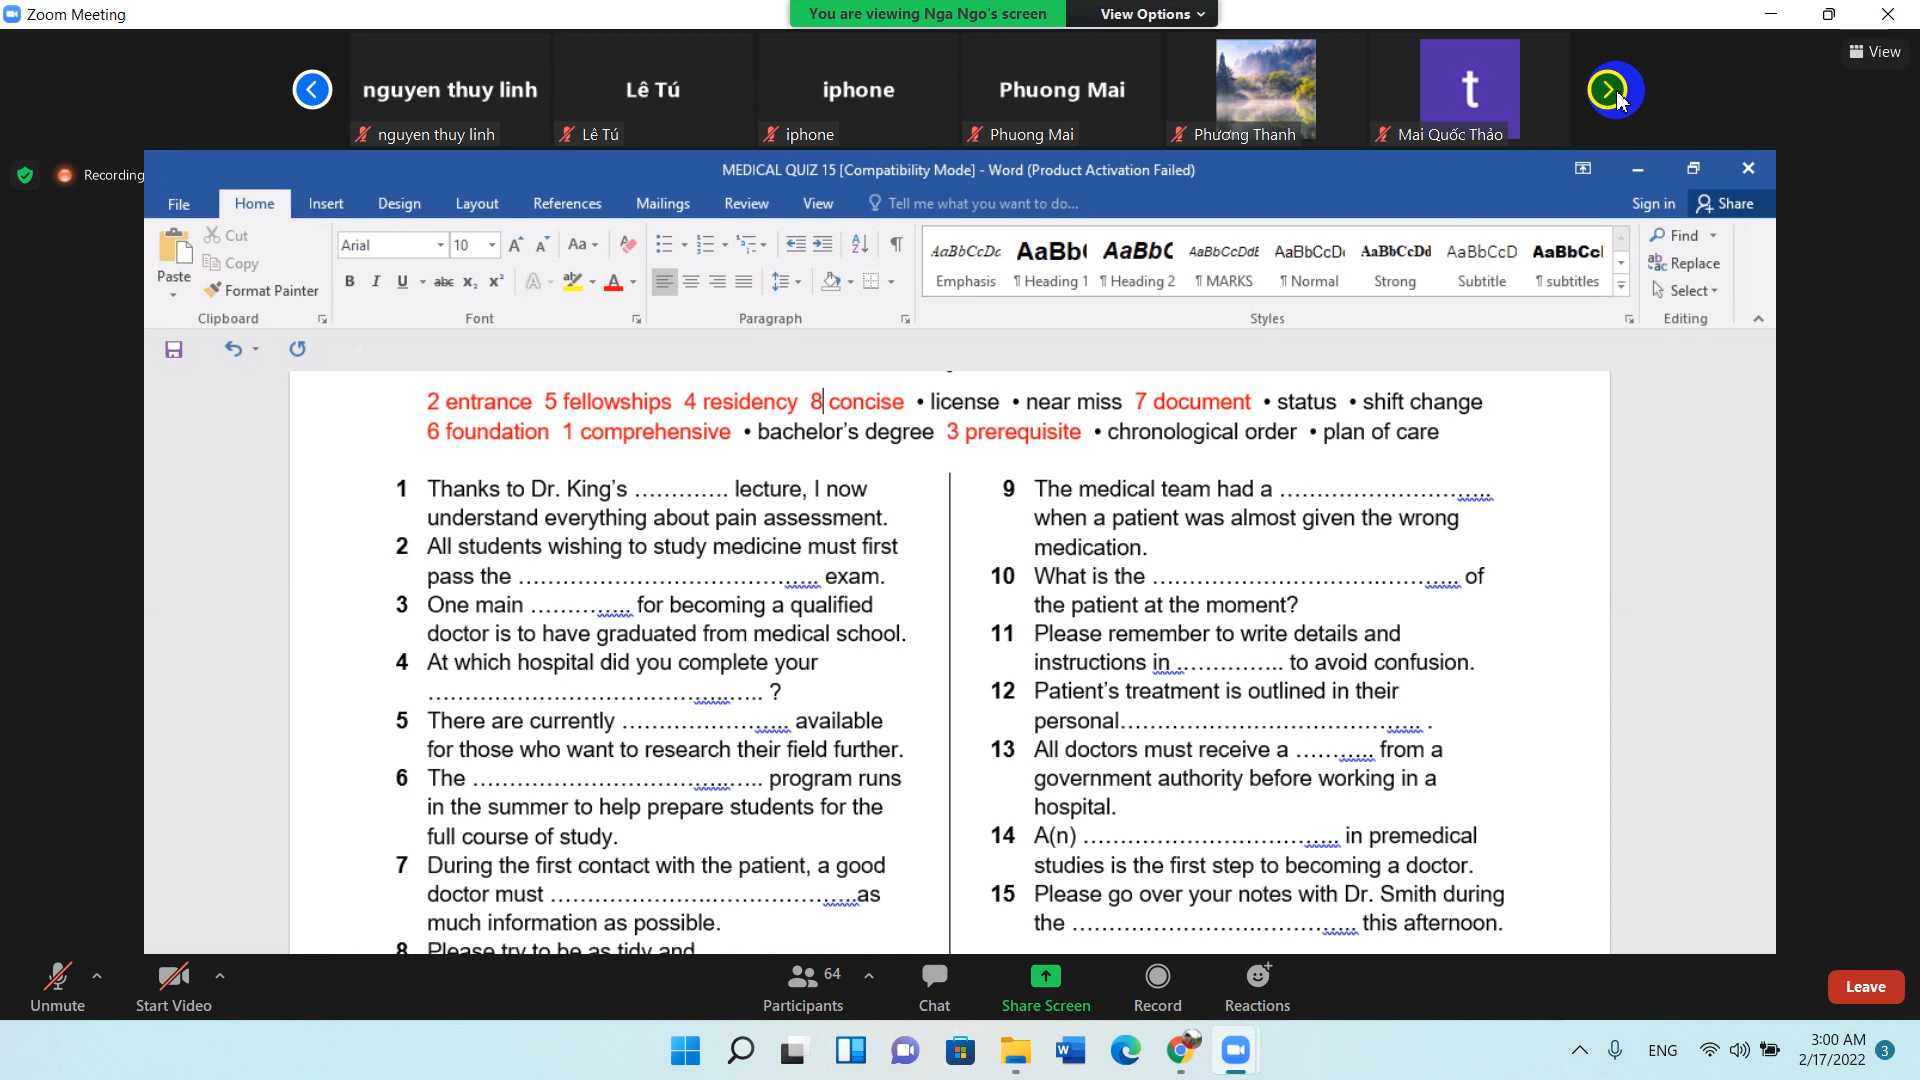 Zoom Meeting
You are viewing Nga Ngo's screen
View Options
View
nguyen thuy linh
Lê Tú
iphone
Phuong Mai
t
nguyen thuy linh
Lê Tú
iphone
Phuong Mai
Phương Thanh
Mai Quốc Thảo
Recording
MEDICAL QUIZ 15 [Compatibility Mode] - Word (Product Activation Failed)
File
Home
Insert
Design
Layout
References
Mailings
Review
View
Tell me what you want to do...
Sign in
Share
Paste
Cut
Copy
Format Painter
Clipboard
Arial
10
Font
Paragraph
AaBbCcDc Emphasis
AaBb( ¶ Heading 1
AaBbC ¶ Heading 2
AaBbCcDdE ¶ MARKS
AaBbCcD ¶ Normal
AaBbCcDd Strong
AaBbCcD Subtitle
AaBbCcl ¶ subtitles
Styles
Find
Replace
Select
Editing
2 entrance 5 fellowships 4 residency 8 concise • license • near miss 7 document • status • shift change
6 foundation 1 comprehensive • bachelor's degree 3 prerequisite • chronological order • plan of care
1 Thanks to Dr. King's ............. lecture, I now
understand everything about pain assessment.
2 All students wishing to study medicine must first
pass the ......................................... exam.
3 One main .............. for becoming a qualified
doctor is to have graduated from medical school.
4 At which hospital did you complete your
.............................................. ?
5 There are currently ....................... available
for those who want to research their field further.
6 The ........................................ program runs
in the summer to help prepare students for the
full course of study.
7 During the first contact with the patient, a good
doctor must ..........................................as
much information as possible.
8 Please try to be as tidy and
9 The medical team had a .............................
when a patient was almost given the wrong
medication.
10 What is the .......................................... of
the patient at the moment?
11 Please remember to write details and
instructions in ............... to avoid confusion.
12 Patient's treatment is outlined in their
personal......................................... .
13 All doctors must receive a ........... from a
government authority before working in a
hospital.
14 A(n) ................................... in premedical
studies is the first step to becoming a doctor.
15 Please go over your notes with Dr. Smith during
the ....................................... this afternoon.
Unmute
Start Video
64
Participants
Chat
Share Screen
Record
Reactions
Leave
ENG
3:00 AM
2/17/2022
3